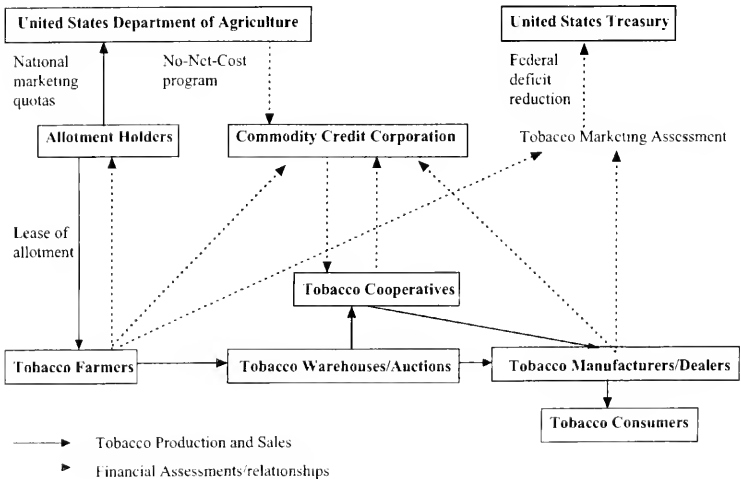 United States Department of Agriculture
United States Treasury
National
marketing
quotas
No-Net-Cost
program
Federal
deficit
reduction
Allotment Holders
Commodity Credit Corporation
Tobacco Marketing Assessment
Lease of
allotment
Tobacco Cooperatives
Tobacco Farmers
Tobacco Warehouses/Auctions
Tobacco Manufacturers/Dealers
Tobacco Consumers
Tobacco Production and Sales
Financial Assessments/relationships